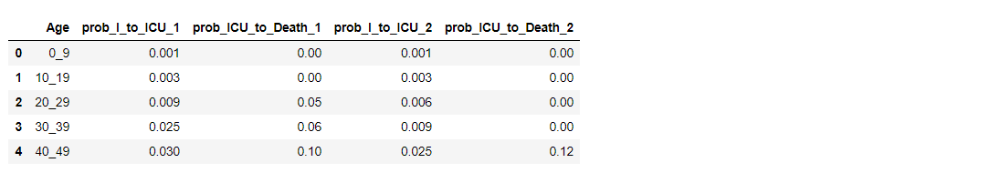 Age prob_I_to_ICU_1 prob_ICU_to_Death_1 prob_I_to_ICU_2 prob_ICU_to_Death_2
0 0_9 0.001 0.00 0.001 0.00
1 10_19 0.003 0.00 0.003 0.00
2 20_29 0.009 0.05 0.006 0.00
3 30_39 0.025 0.06 0.009 0.00
4 40_49 0.030 0.10 0.025 0.12